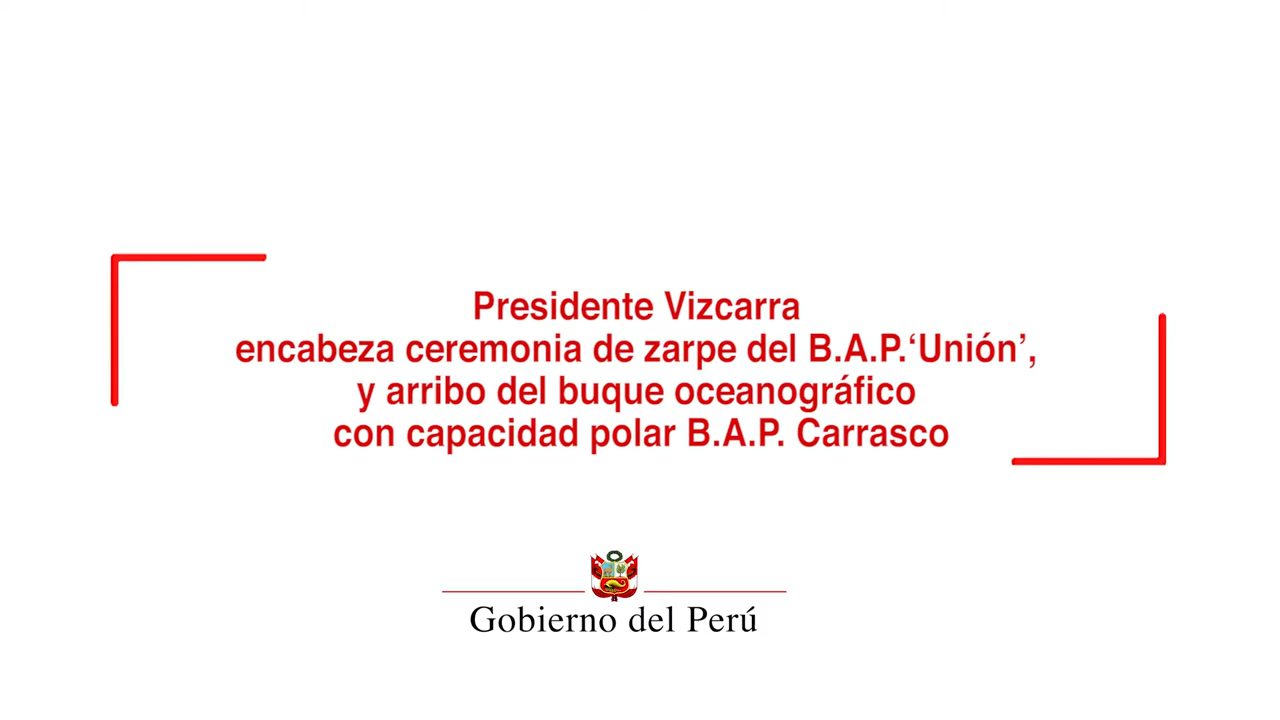 Presidente Vizcarra
encabeza ceremonia de zarpe del B.A.P.‘Unión’,
y arribo del buque oceanográfico
con capacidad polar B.A.P. Carrasco
Gobierno del Perú